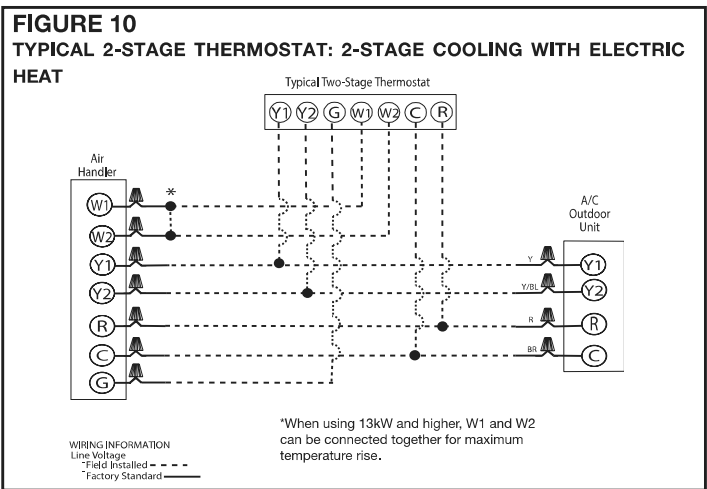 FIGURE 10
TYPICAL 2-STAGE THERMOSTAT: 2-STAGE COOLING WITH ELECTRIC
HEAT
Typical Two-Stage Thermostat
Y1 Y2 G W1 W2 C R
Air
Handler
*
W1
W2
Y1
Y2
R
C
G
A/C
Outdoor
Unit
Y
Y1
Y/BL
Y2
R
R
BR
C
*When using 13kW and higher, W1 and W2
can be connected together for maximum
temperature rise.
WIRING INFORMATION
Line Voltage
-Field Installed
-Factory Standard